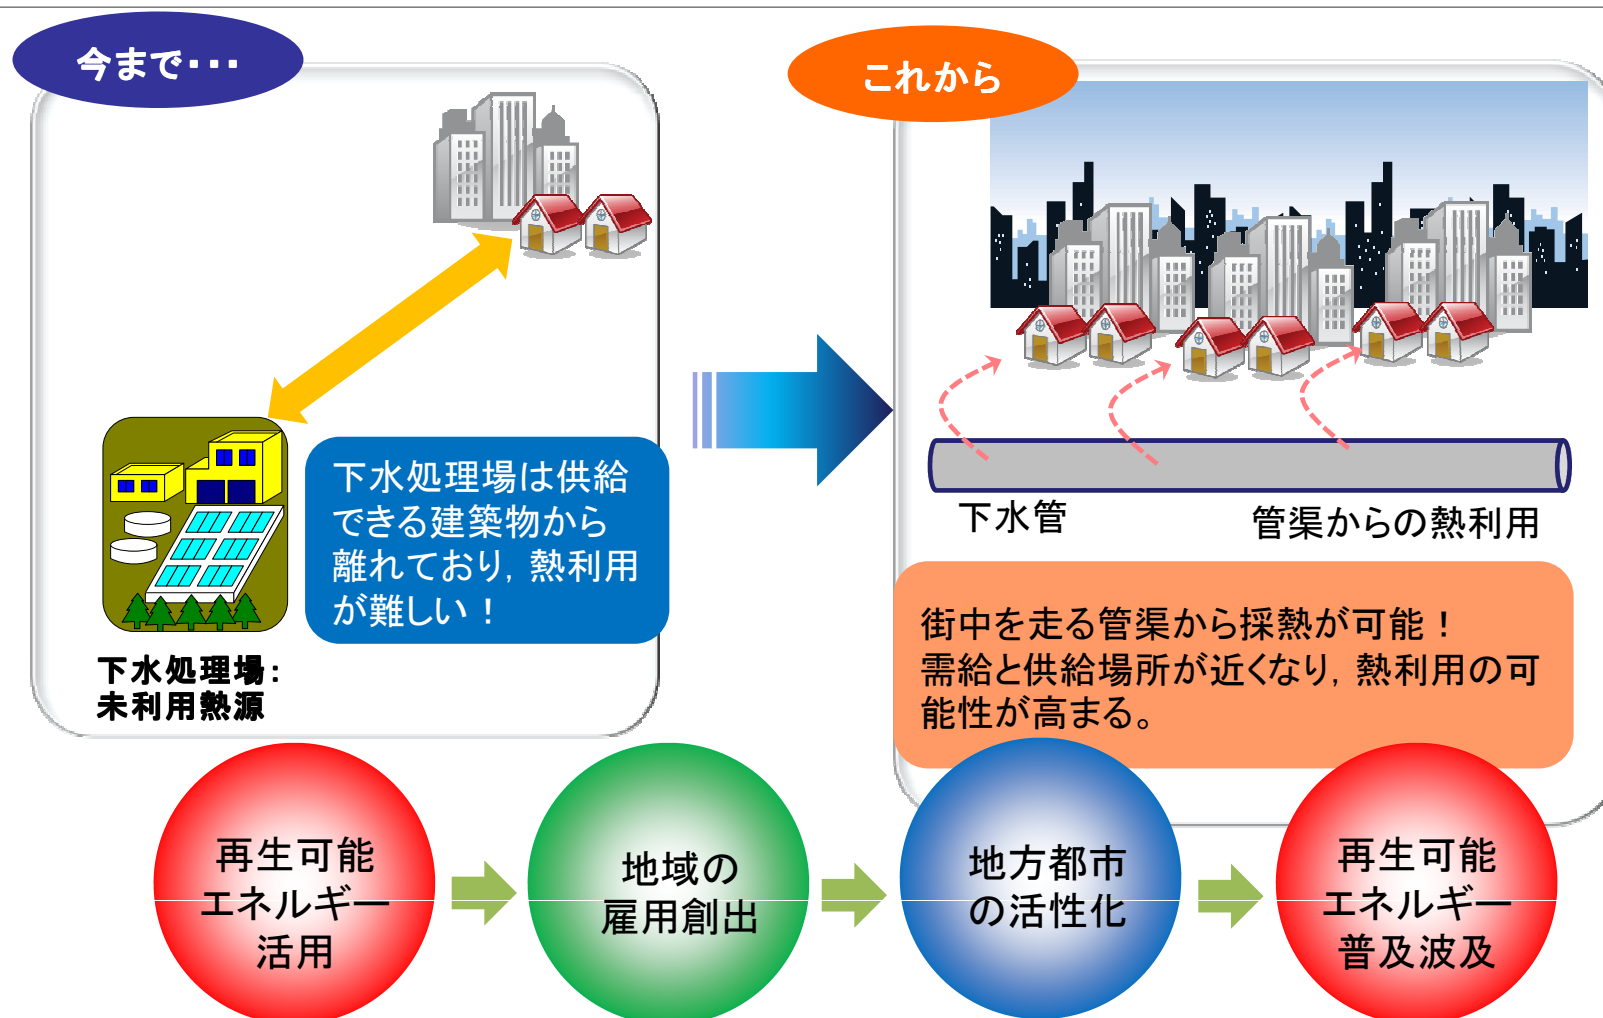 今まで・・・
下水処理場は供給
できる建築物から
離れており，熱利用
が難しい！
下水処理場：
未利用熱源
これから
下水管
管渠からの熱利用
街中を走る管渠から採熱が可能！
需給と供給場所が近くなり，熱利用の可
能性が高まる。
再生可能
エネルギー
活用
地域の
雇用創出
地方都市
の活性化
再生可能
エネルギー
普及波及